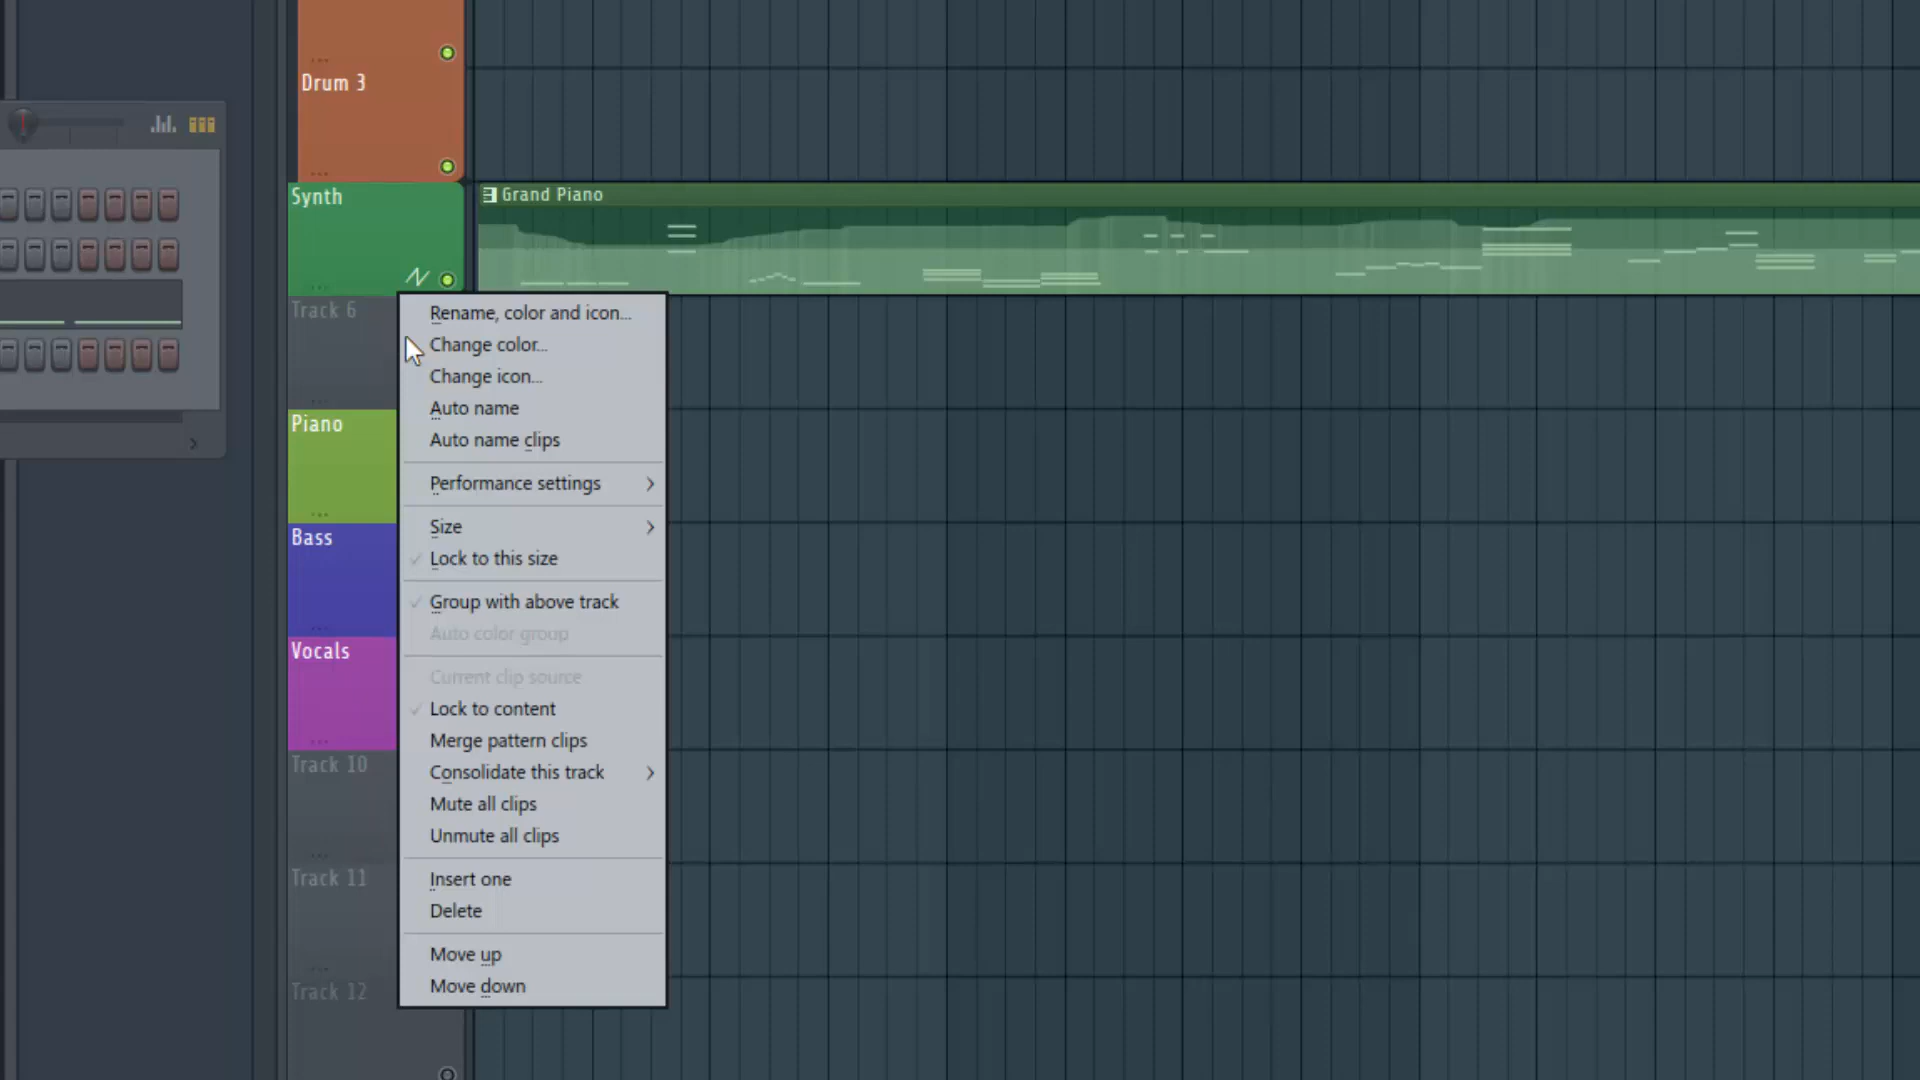 Drum 3
Synth
Grand Piano
Track 6
Piano
Bass
Vocals
Track 10
Track 11
Track 12
Rename, color and icon...
Change color...
Change icon...
Auto name
Auto name clips
Performance settings
Size
Lock to this size
Group with above track
Auto color group
Current clip source
Lock to content
Merge pattern clips
Consolidate this track
Mute all clips
Unmute all clips
Insert one
Delete
Move up
Move down